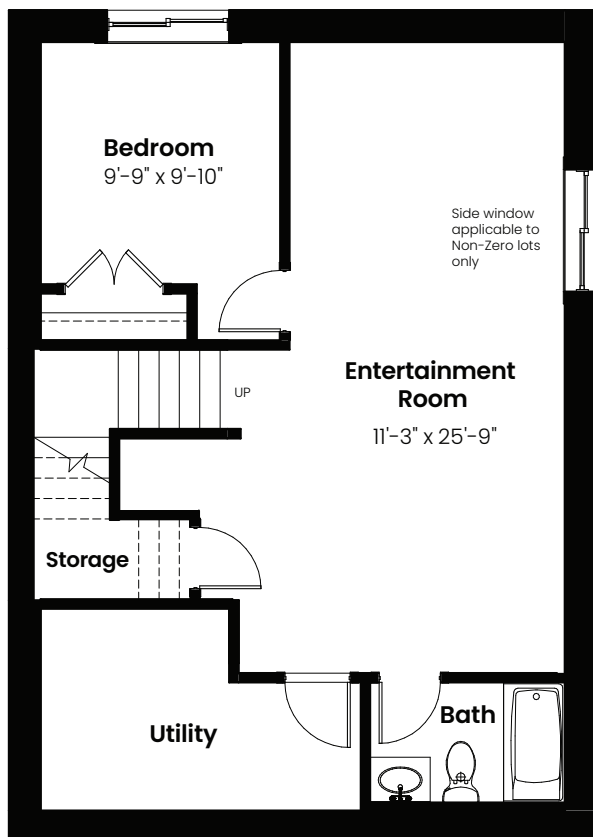 Bedroom
9'-9" x 9'-10"
Side window
applicable to
Non-Zero lots
only
Entertainment
Room
11'-3" x 25'-9"
UP
Storage
Utility
Bath